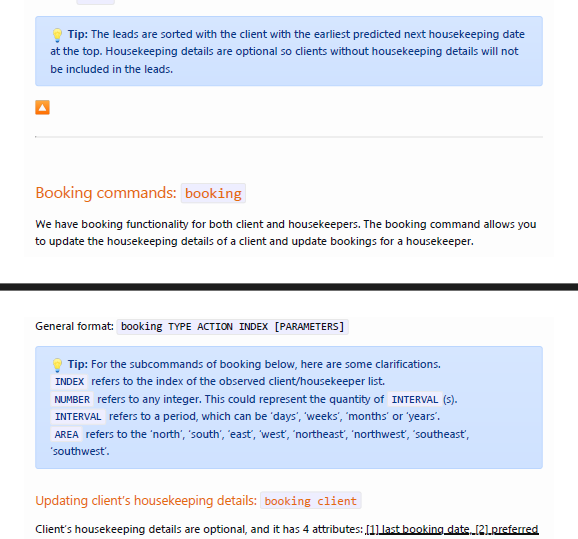 💡 Tip: The leads are sorted with the client with the earliest predicted next housekeeping date
at the top. Housekeeping details are optional so clients without housekeeping details will not
be included in the leads.
Booking commands: booking
We have booking functionality for both client and housekeepers. The booking command allows you
to update the housekeeping details of a client and update bookings for a housekeeper.
General format: booking TYPE ACTION INDEX [PARAMETERS]
💡 Tip: For the subcommands of booking below, here are some clarifications.
INDEX refers to the index of the observed client/housekeeper list.
NUMBER refers to any integer. This could represent the quantity of INTERVAL (s).
INTERVAL refers to a period, which can be 'days', 'weeks', 'months' or 'years'.
AREA refers to the 'north', 'south', 'east', 'west', 'northeast', 'northwest', 'southeast',
'southwest'.
Updating client's housekeeping details: booking client
Client's housekeeping details are optional, and it has 4 attributes: [1] last booking date, [2] preferred